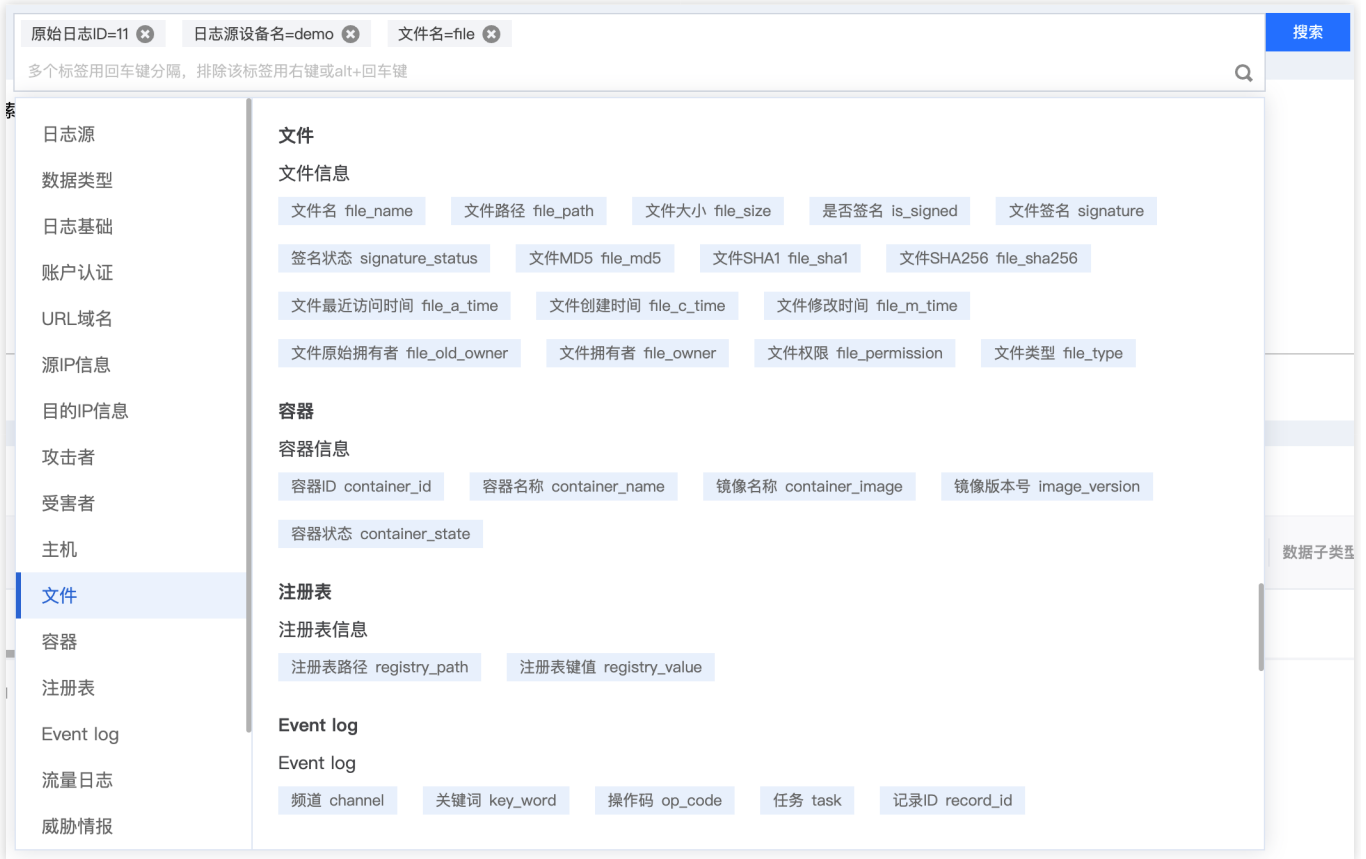 原始日志ID=11 日志源设备名=demo 文件名=file 搜索
多个标签用回车键分隔，排除该标签用右键或alt+回车键
日志源
数据类型
日志基础
账户认证
URL域名
源IP信息
目的IP信息
攻击者
受害者
主机
文件
容器
注册表
Event log
流量日志
威胁情报
文件
文件信息
文件名 file_name 文件路径 file_path 文件大小 file_size 是否签名 is_signed 文件签名 signature
签名状态 signature_status 文件MD5 file_md5 文件SHA1 file_sha1 文件SHA256 file_sha256
文件最近访问时间 file_a_time 文件创建时间 file_c_time 文件修改时间 file_m_time
文件原始拥有者 file_old_owner 文件拥有者 file_owner 文件权限 file_permission 文件类型 file_type
容器
容器信息
容器ID container_id 容器名称 container_name 镜像名称 container_image 镜像版本号 image_version
容器状态 container_state
注册表
注册表信息
注册表路径 registry_path 注册表键值 registry_value
Event log
Event log
频道 channel 关键词 key_word 操作码 op_code 任务 task 记录ID record_id
数据子类型